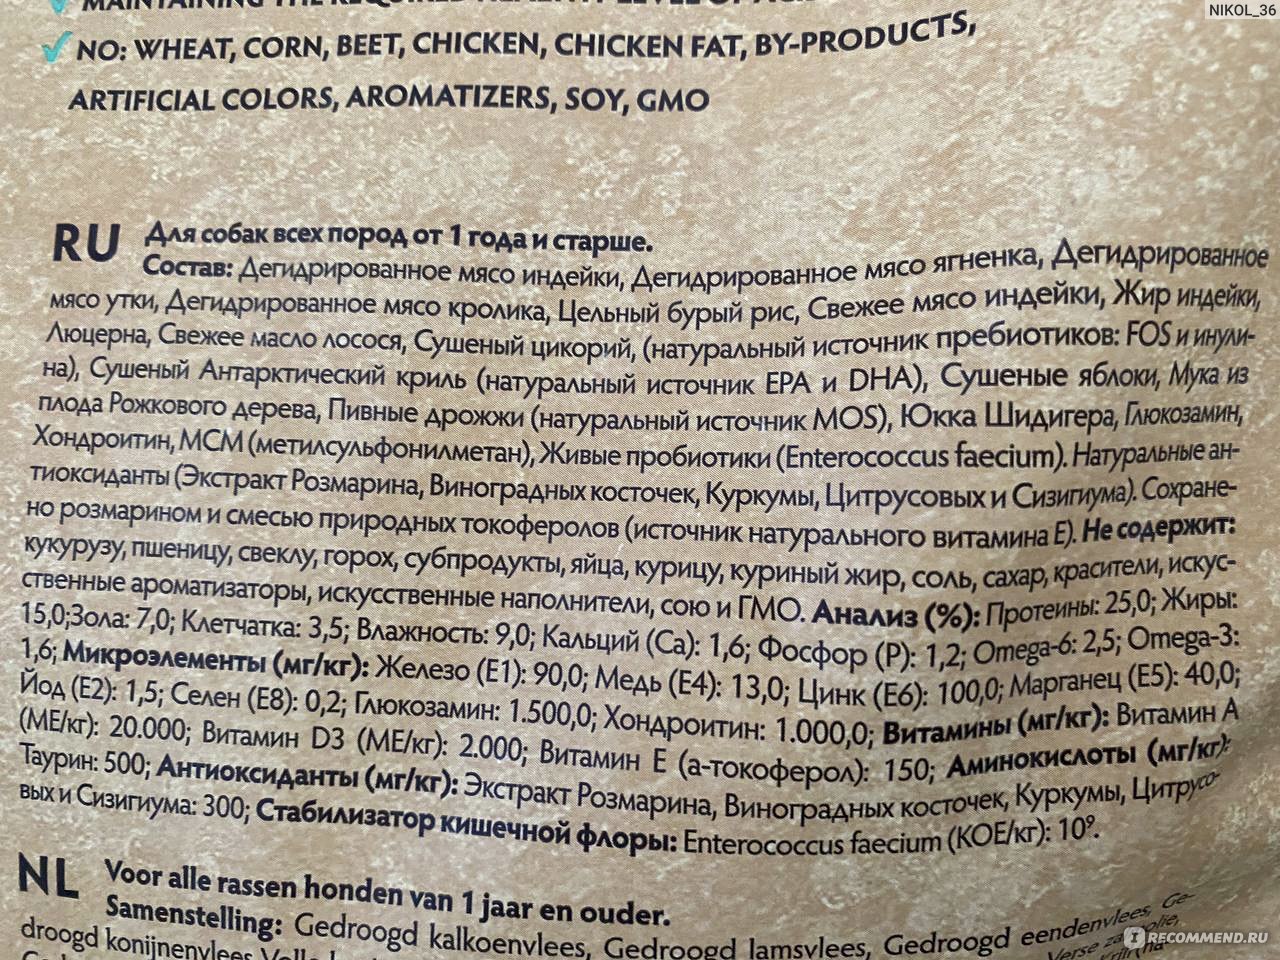 NIKOL_36
MAINTAINING THE REQUIRED
NO: WHEAT, CORN, BEET, CHICKEN, CHICKEN FAT, BY-PRODUCTS,
ARTIFICIAL COLORS, AROMATIZERS, SOY, GMO
RU Для собак всех пород от 1 года и старше.
Состав: Дегидрированное мясо индейки, Дегидрированное мясо ягненка, Дегидрированное
мясо утки, Дегидрированное мясо кролика, Цельный бурый рис, Свежее мясо индейки, Жир индейки,
Люцерна, Свежее масло лосося, Сушеный цикорий, (натуральный источник пребиотиков: FOS и инули-
на), Сушеный Антарктический криль (натуральный источник EPA и DHA), Сушеные яблоки, Мука из
плода Рожкового дерева, Пивные дрожжи (натуральный источник MOS), Юкка Шидигера, Глюкозамин,
Хондроитин, МСМ (метилсульфонилметан), Живые пробиотики (Enterococcus faecium). Натуральные ан-
тиоксиданты (Экстракт Розмарина, Виноградных косточек, Куркумы, Цитрусовых и Сизигиума). Сохране-
но розмарином и смесью природных токоферолов (источник натурального витамина Е). Не содержит:
кукурузу, пшеницу, свеклу, горох, субпродукты, яйца, курицу, куриный жир, соль, сахар, красители, искус-
ственные ароматизаторы, искусственные наполнители, сою и ГМО. Анализ (%): Протеины: 25,0; Жиры:
15,0;Зола: 7,0; Клетчатка: 3,5; Влажность: 9,0; Кальций (Ca): 1,6; Фосфор (P): 1,2; Omega-6: 2,5; Omega-3:
1,6; Микроэлементы (мг/кг): Железо (E1): 90,0; Медь (E4): 13,0; Цинк (E6): 100,0; Марганец (E5): 40,0;
Йод (E2): 1,5; Селен (E8): 0,2; Глюкозамин: 1.500,0; Хондроитин: 1.000,0; Витамины (мг/кг): Витамин A
(МЕ/кг): 20.000; Витамин D3 (МЕ/кг): 2.000; Витамин E (а-токоферол): 150; Аминокислоты (мг/кг):
Таурин: 500; Антиоксиданты (мг/кг): Экстракт Розмарина, Виноградных косточек, Куркумы, Цитрусо-
вых и Сизигиума: 300; Стабилизатор кишечной флоры: Enterococcus faecium (КОЕ/кг): 10⁹.
NL Voor alle rassen honden van 1 jaar en ouder.
Samenstelling: Gedroogd kalkoenvlees, Gedroogd lamsvlees, Gedroogd eendenvlees, Ge-
droogd konijnenvlees
IRECOMMEND.RU